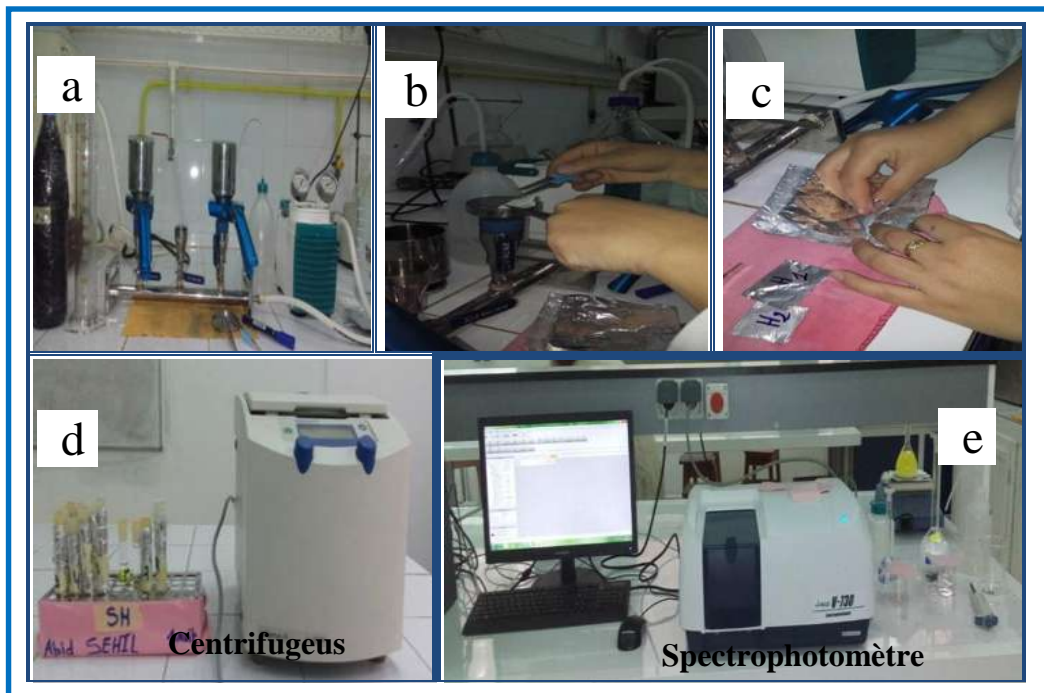 a
b
c
H2
d
SH
Abid SEHIL
Centrifugeus
e
V-730
Spectrophotomètre